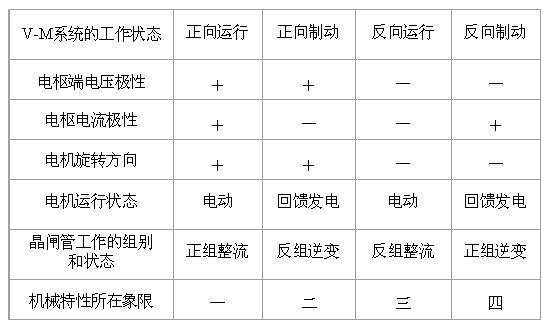 V-M系统的工作状态 正向运行 正向制动 反向运行 反向制动
电枢端电压极性 + + — —
电枢电流极性 + — — +
电机旋转方向 + + — —
电机运行状态 电动 回馈发电 电动 回馈发电
晶闸管工作的组别
和状态 正组整流 反组逆变 反组整流 正组逆变
机械特性所在象限 一 二 三 四